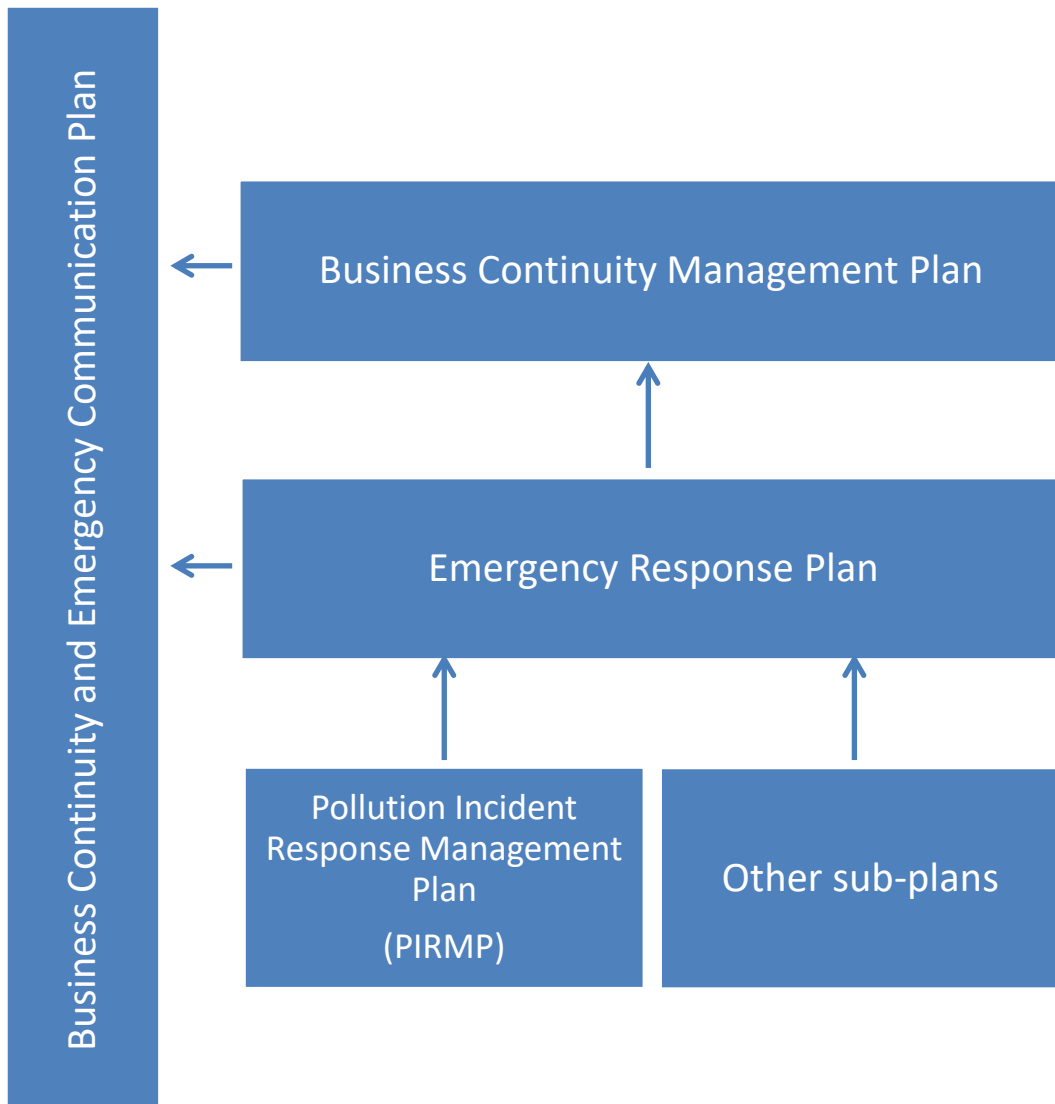 Business Continuity and Emergency Communication Plan
Business Continuity Management Plan
Emergency Response Plan
Pollution Incident
Response Management
Plan
(PIRMP)
Other sub-plans